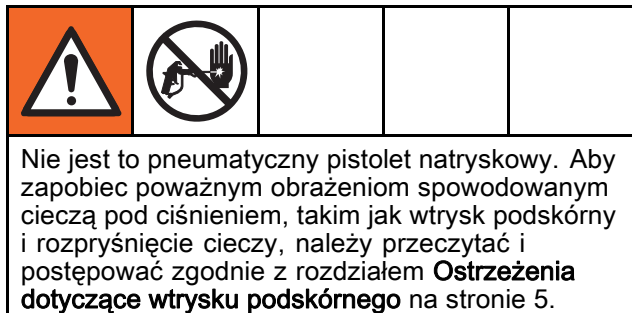 Nie jest to pneumatyczny pistolet natryskowy. Aby
zapobiec poważnym obrażeniom spowodowanym
cieczą pod ciśnieniem, takim jak wtrysk podskórny
i rozpryśnięcie cieczy, należy przeczytać i
postępować zgodnie z rozdziałem Ostrzeżenia
dotyczące wtrysku podskórnego na stronie 5.